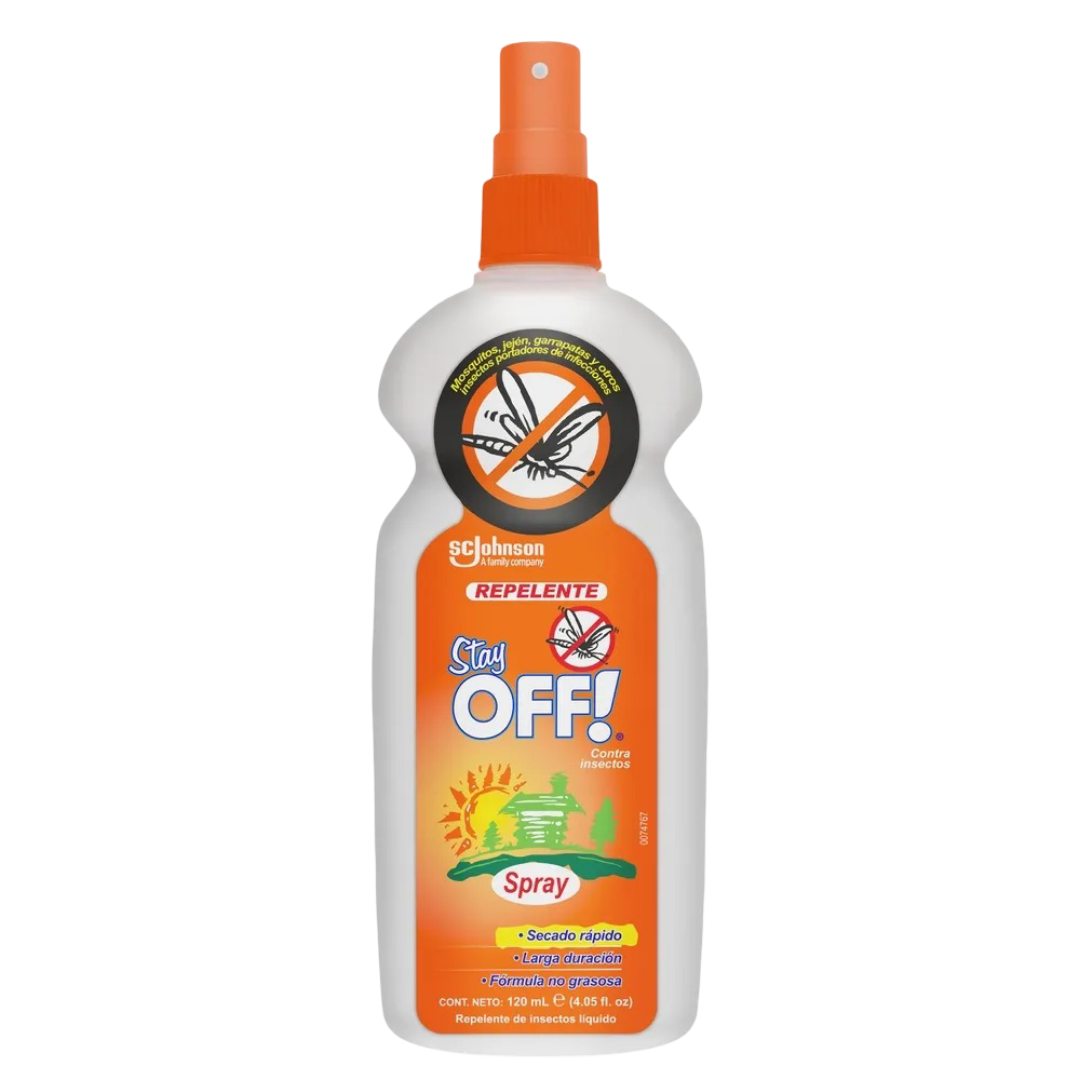 Mosquitos, jején, garrapatas y otros
insectos portadores de infecciones
SCJohnson
A family company
REPELENTE
Stay
OFF!®
Contra
insectos
0074767
Spray
• Secado rápido
• Larga duración
• Fórmula no grasosa
CONT. NETO: 120 mL ℮ (4.05 fl. oz)
Repelente de insectos líquido